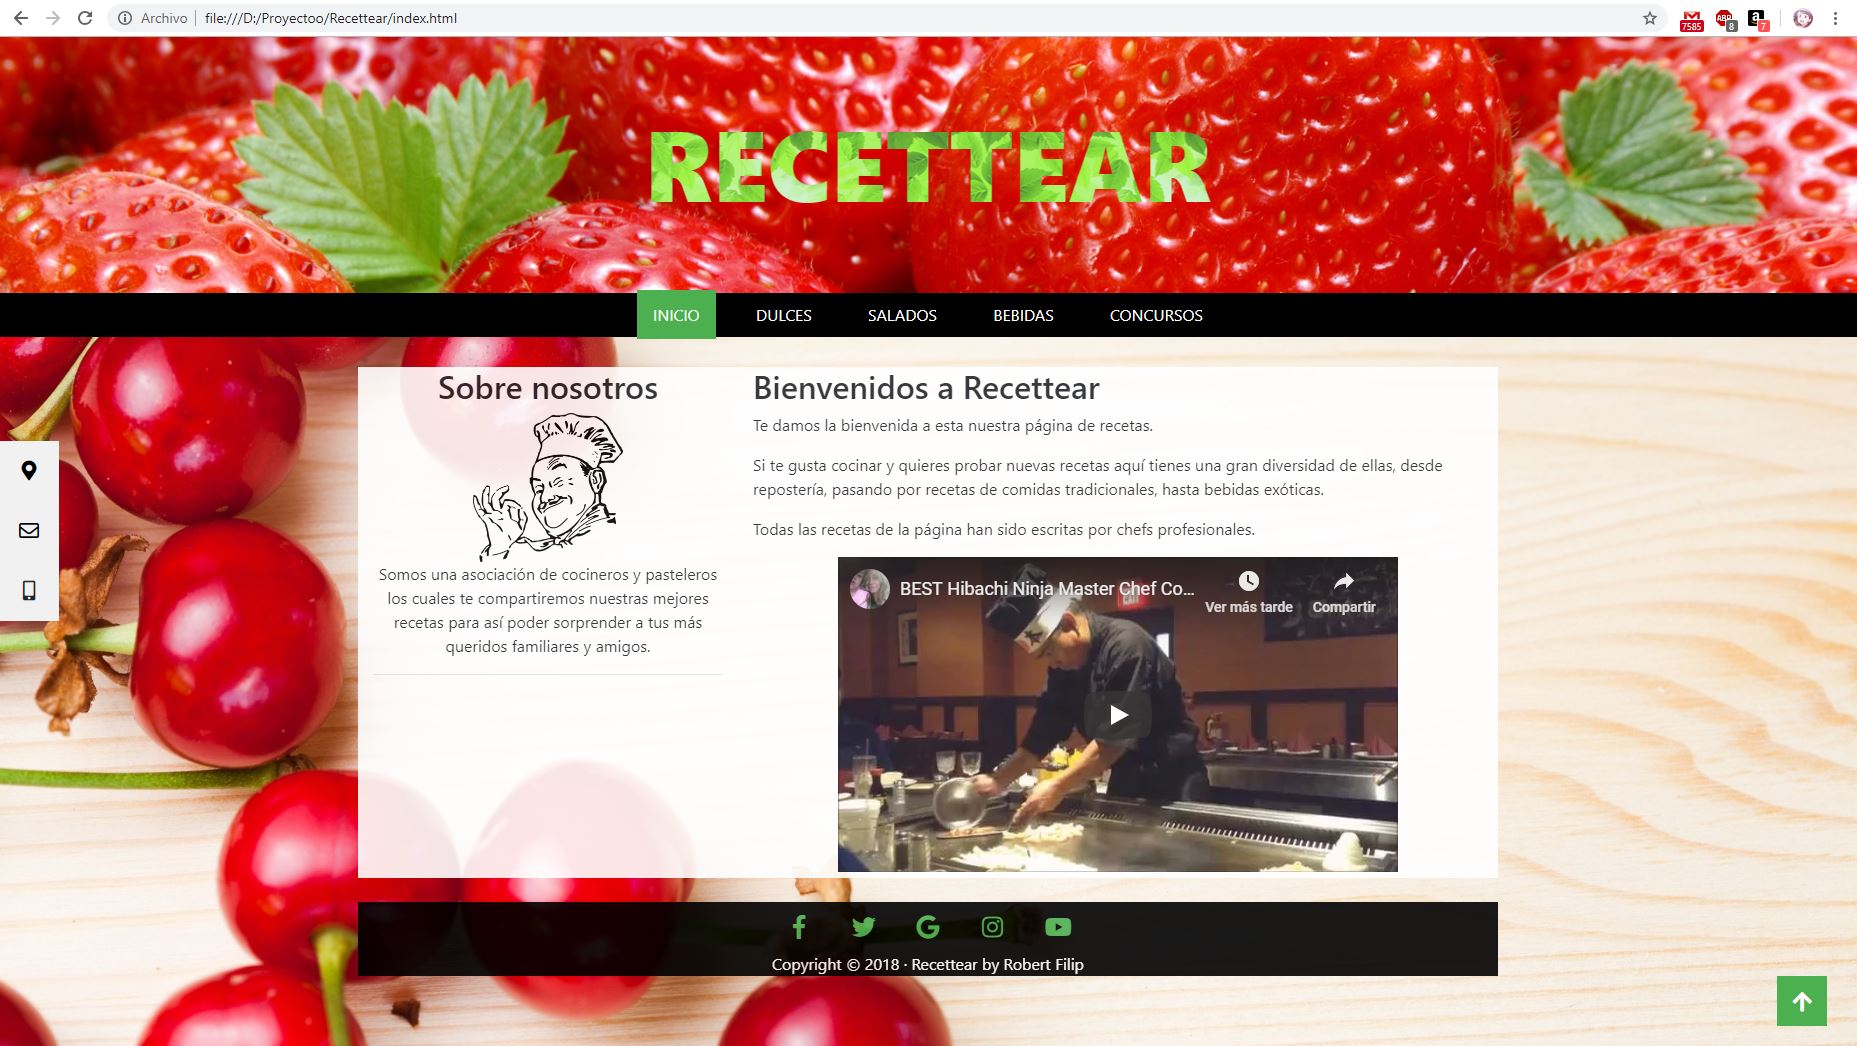 Archivo file:///D:/Proyectoo/Recettear/index.html
7585
ABP
8
a
7
RECETTEAR
INICIO DULCES SALADOS BEBIDAS CONCURSOS
Sobre nosotros
Somos una asociación de cocineros y pasteleros
los cuales te compartiremos nuestras mejores
recetas para así poder sorprender a tus más
queridos familiares y amigos.
Bienvenidos a Recettear
Te damos la bienvenida a esta nuestra página de recetas.
Si te gusta cocinar y quieres probar nuevas recetas aquí tienes una gran diversidad de ellas, desde
repostería, pasando por recetas de comidas tradicionales, hasta bebidas exóticas.
Todas las recetas de la página han sido escritas por chefs profesionales.
BEST Hibachi Ninja Master Chef Co...
Ver más tarde Compartir
EXIT
Copyright © 2018 · Recettear by Robert Filip